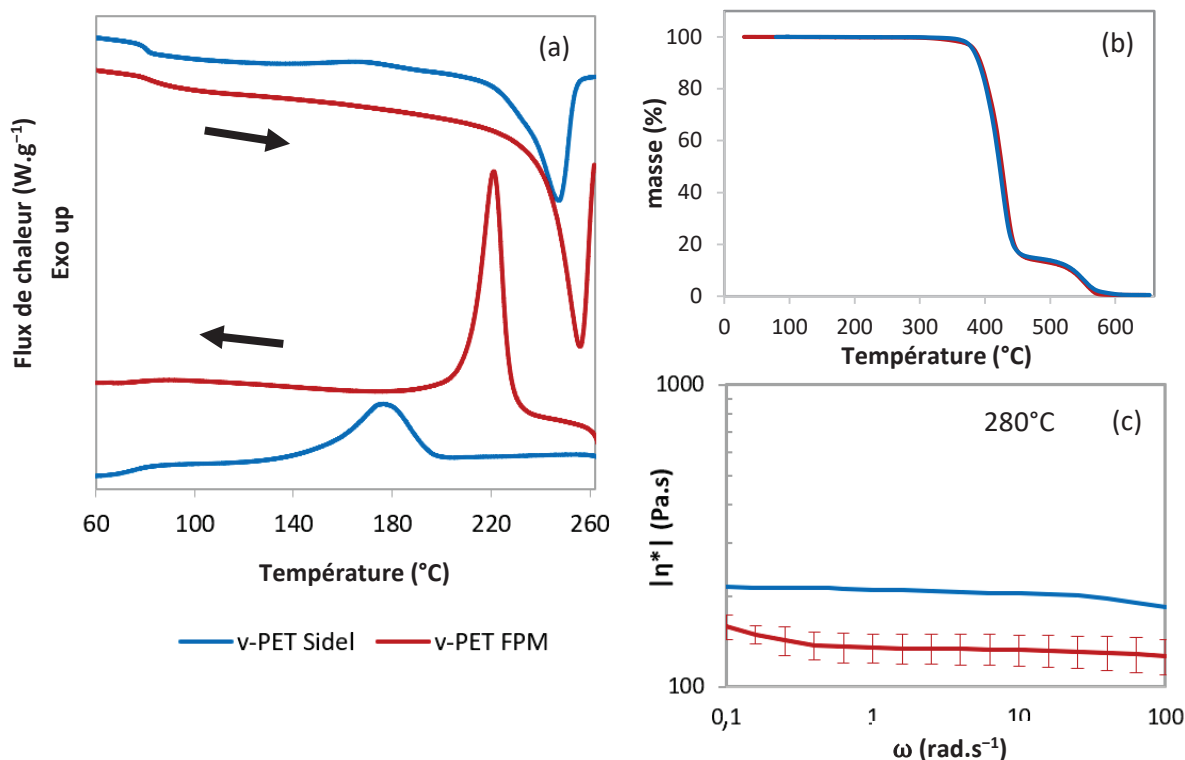 (a)
Flux de chaleur (W.g⁻¹)
Exo up
60 100 140 180 220 260
Température (°C)
v-PET Sidel v-PET FPM
(b)
masse (%)
100
80
60
40
20
0
0 100 200 300 400 500 600
Température (°C)
1000
280°C (c)
|η*| (Pa.s)
100
0,1 1 10 100
ω (rad.s⁻¹)